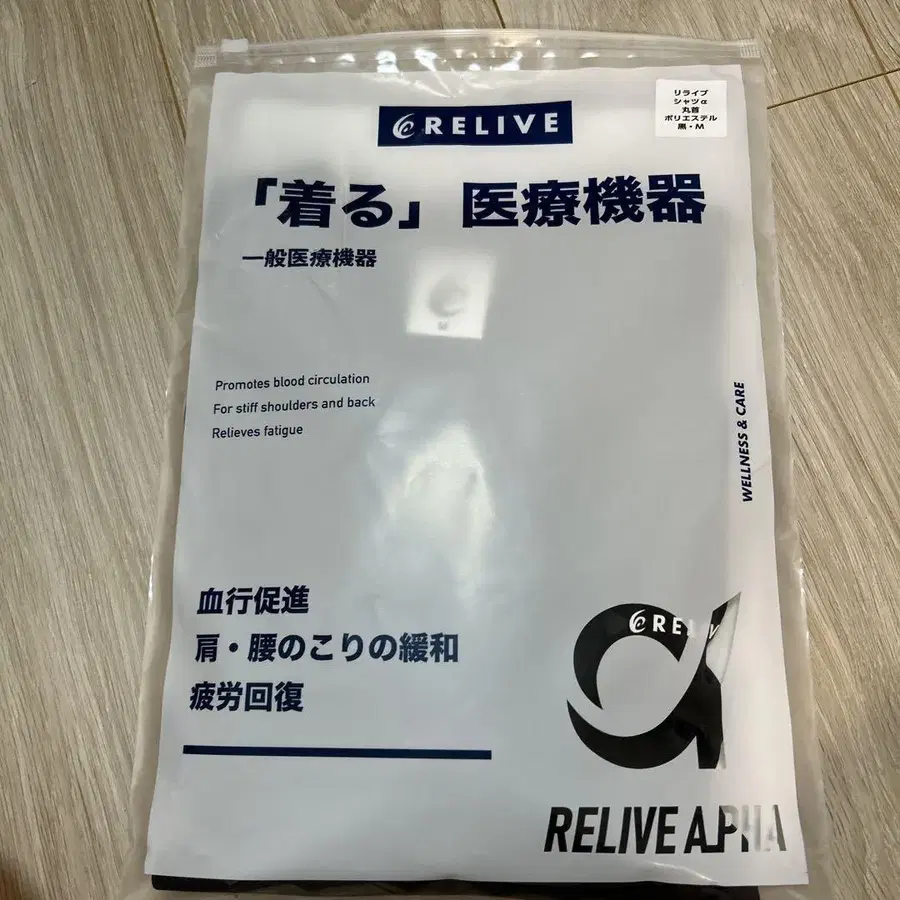 RELIVE
リライブ
シャツα
丸首
ポリエステル
黒・M
「着る」医療機器
一般医療機器
M
Promotes blood circulation
For stiff shoulders and back
Relieves fatigue
WELLNESS & CARE
血行促進
肩・腰のこりの緩和
疲労回復
RELIVE
α
RELIVE ALPHA